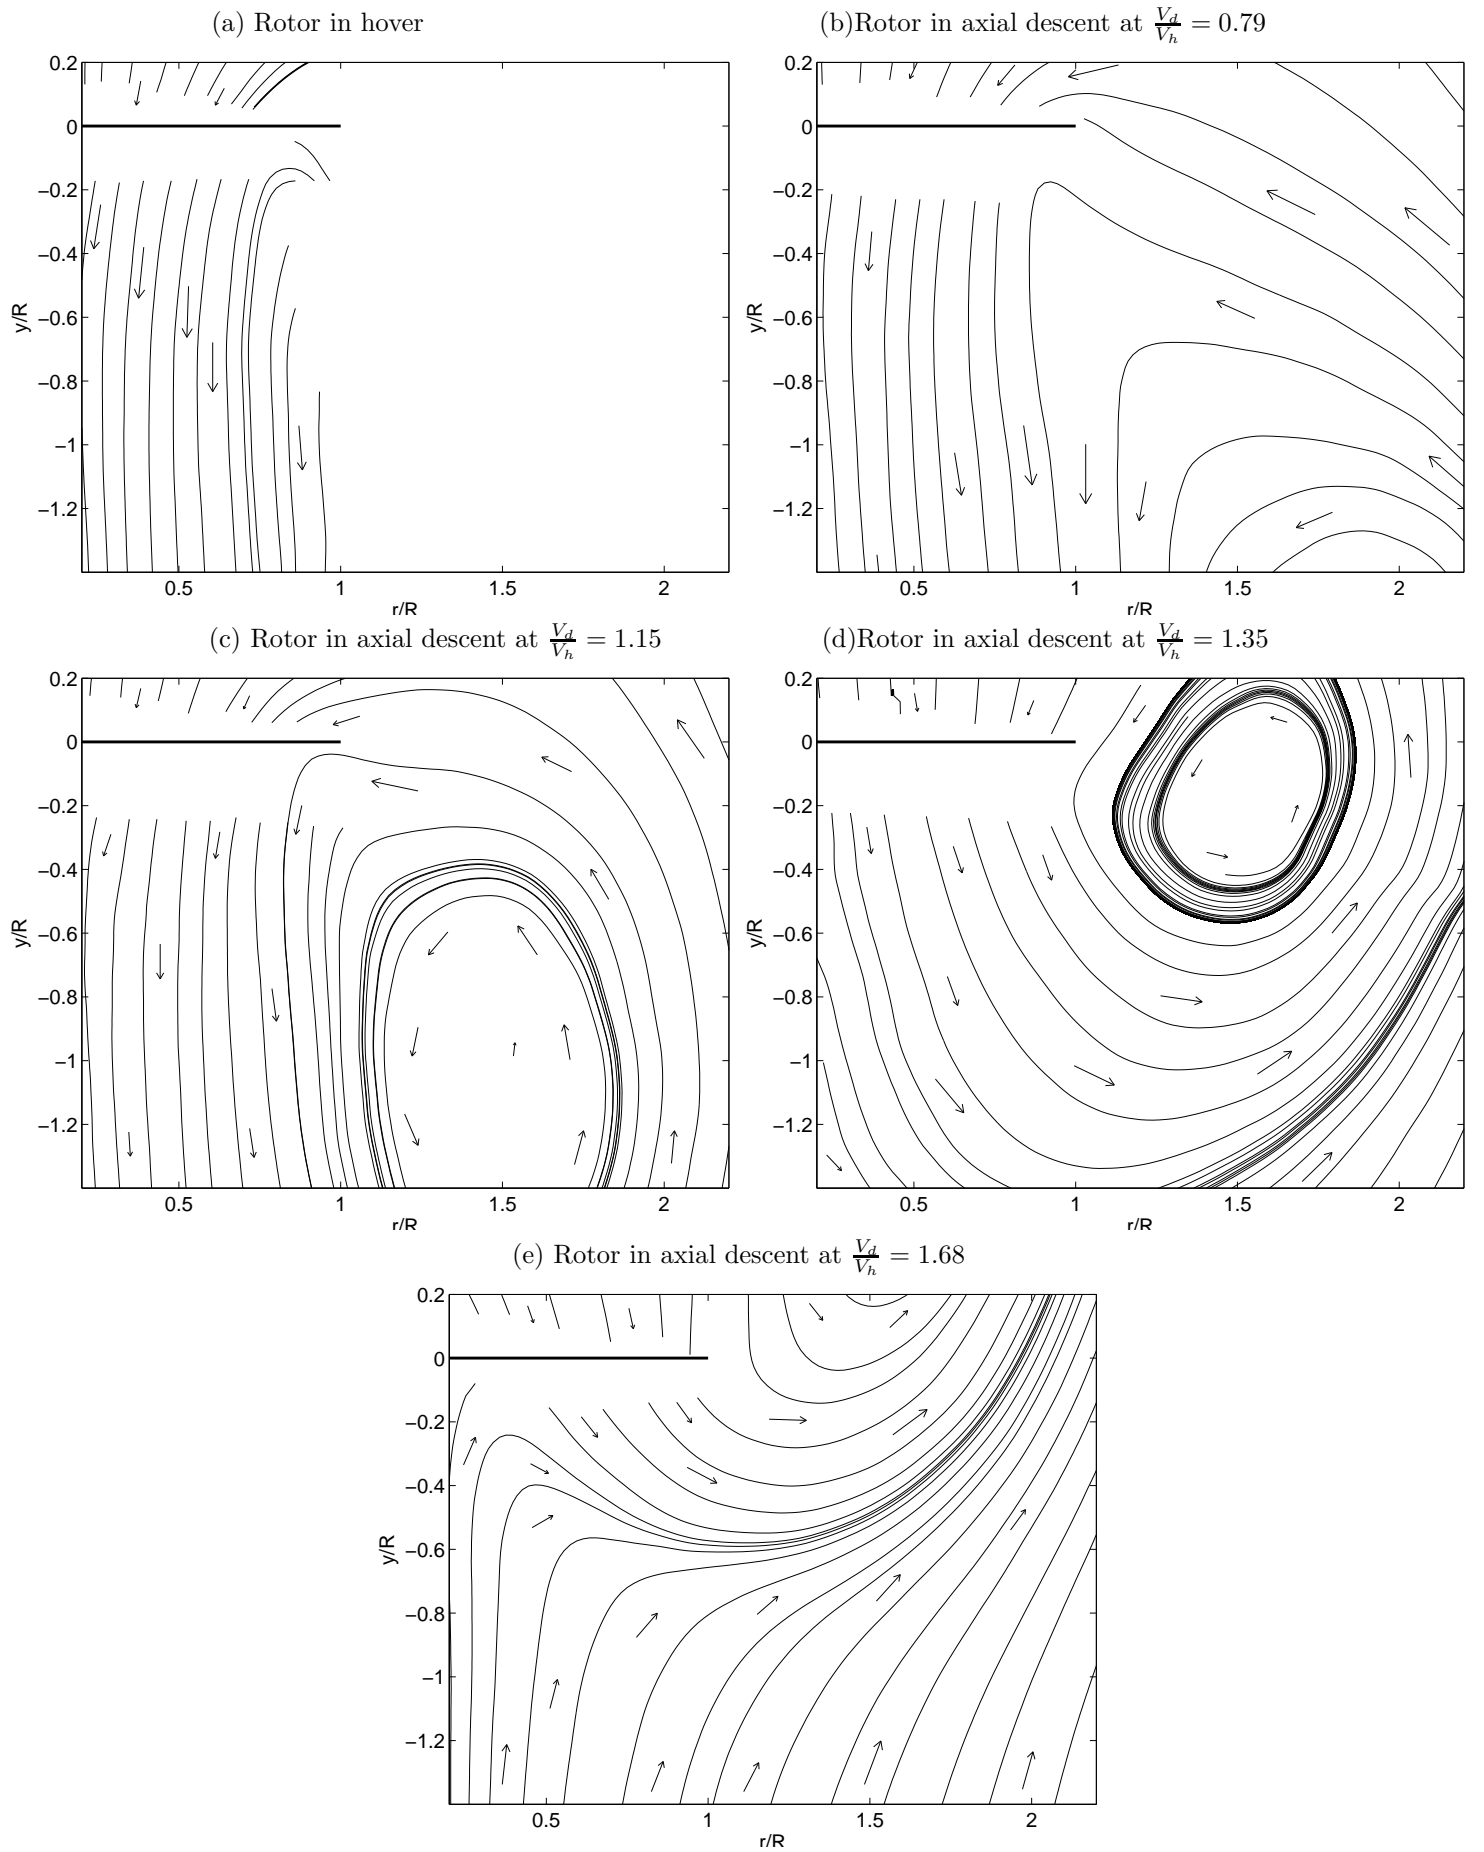 (a) Rotor in hover
(b)Rotor in axial descent at V_d/V_h = 0.79
0.2
0
−0.2
−0.4
−0.6
−0.8
−1
−1.2
y/R
0.5 1 1.5 2
r/R
0.2
0
−0.2
−0.4
−0.6
−0.8
−1
−1.2
y/R
0.5 1 1.5 2
r/R
(c) Rotor in axial descent at V_d/V_h = 1.15
(d)Rotor in axial descent at V_d/V_h = 1.35
0.2
0
−0.2
−0.4
−0.6
−0.8
−1
−1.2
y/R
0.5 1 1.5 2
r/R
0.2
0
−0.2
−0.4
−0.6
−0.8
−1
−1.2
y/R
0.5 1 1.5 2
r/R
(e) Rotor in axial descent at V_d/V_h = 1.68
0.2
0
−0.2
−0.4
−0.6
−0.8
−1
−1.2
y/R
0.5 1 1.5 2
r/R